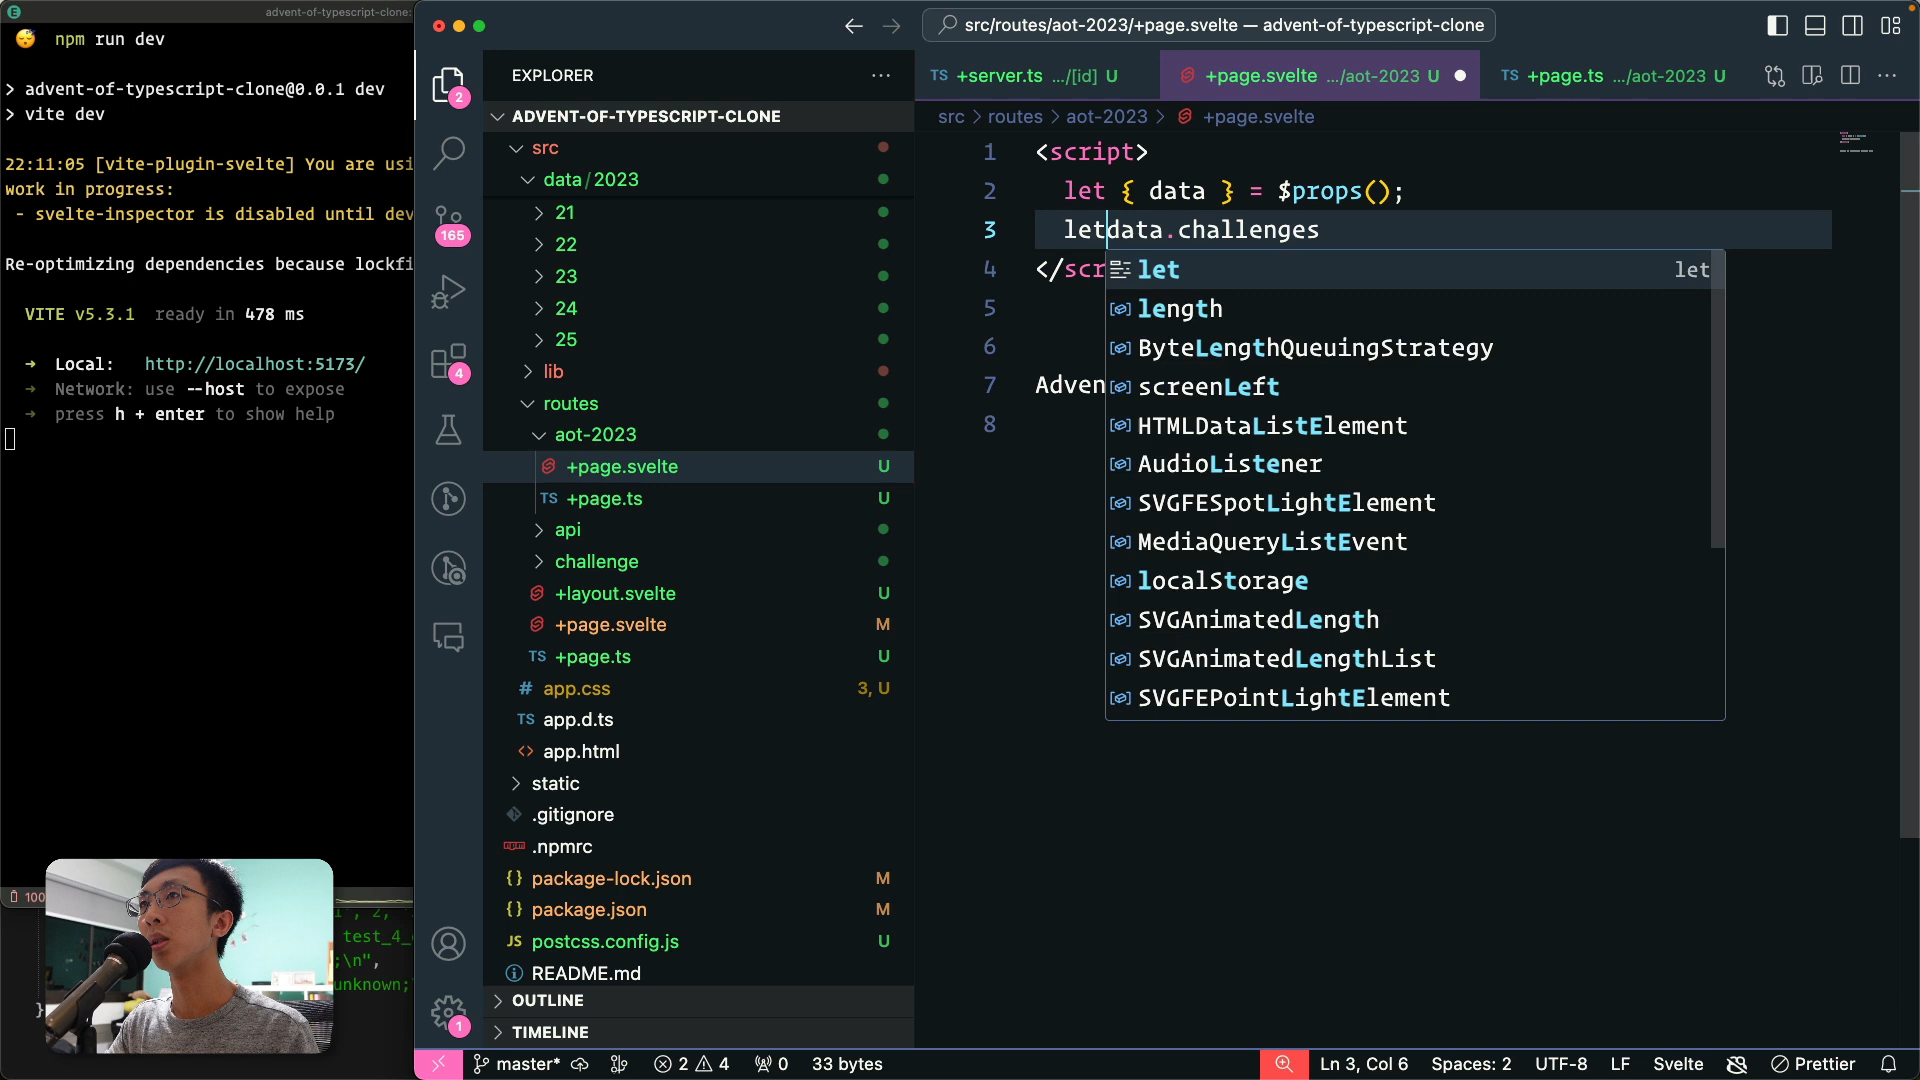 advent-of-typescript-clone:
npm run dev
> advent-of-typescript-clone@0.0.1 dev
> vite dev
22:11:05 [vite-plugin-svelte] You are usi
work in progress:
- svelte-inspector is disabled until dev
Re-optimizing dependencies because lockfi
VITE v5.3.1 ready in 478 ms
➜ Local: http://localhost:5173/
➜ Network: use --host to expose
➜ press h + enter to show help
100
test_4_
;\n",
unknown;
}
src/routes/aot-2023/+page.svelte — advent-of-typescript-clone
2
165
4
1
EXPLORER
ADVENT-OF-TYPESCRIPT-CLONE
src
data/2023
21
22
23
24
25
lib
routes
aot-2023
+page.svelte U
TS +page.ts U
api
challenge
+layout.svelte U
+page.svelte M
TS +page.ts U
# app.css 3, U
TS app.d.ts
<> app.html
static
.gitignore
.npmrc
{} package-lock.json M
{} package.json M
JS postcss.config.js U
README.md
OUTLINE
TIMELINE
TS +server.ts .../[id] U
+page.svelte .../aot-2023 U
TS +page.ts .../aot-2023 U
src > routes > aot-2023 > +page.svelte
1 <script>
2 let { data } = $props();
3 letdata.challenges
4 </scr
5
6
7 Adven
8
let let
length
ByteLengthQueuingStrategy
screenLeft
HTMLDataListElement
AudioListener
SVGFESpotLightElement
MediaQueryListEvent
localStorage
SVGAnimatedLength
SVGAnimatedLengthList
SVGFEPointLightElement
master* 2 4 0 33 bytes Ln 3, Col 6 Spaces: 2 UTF-8 LF Svelte Prettier